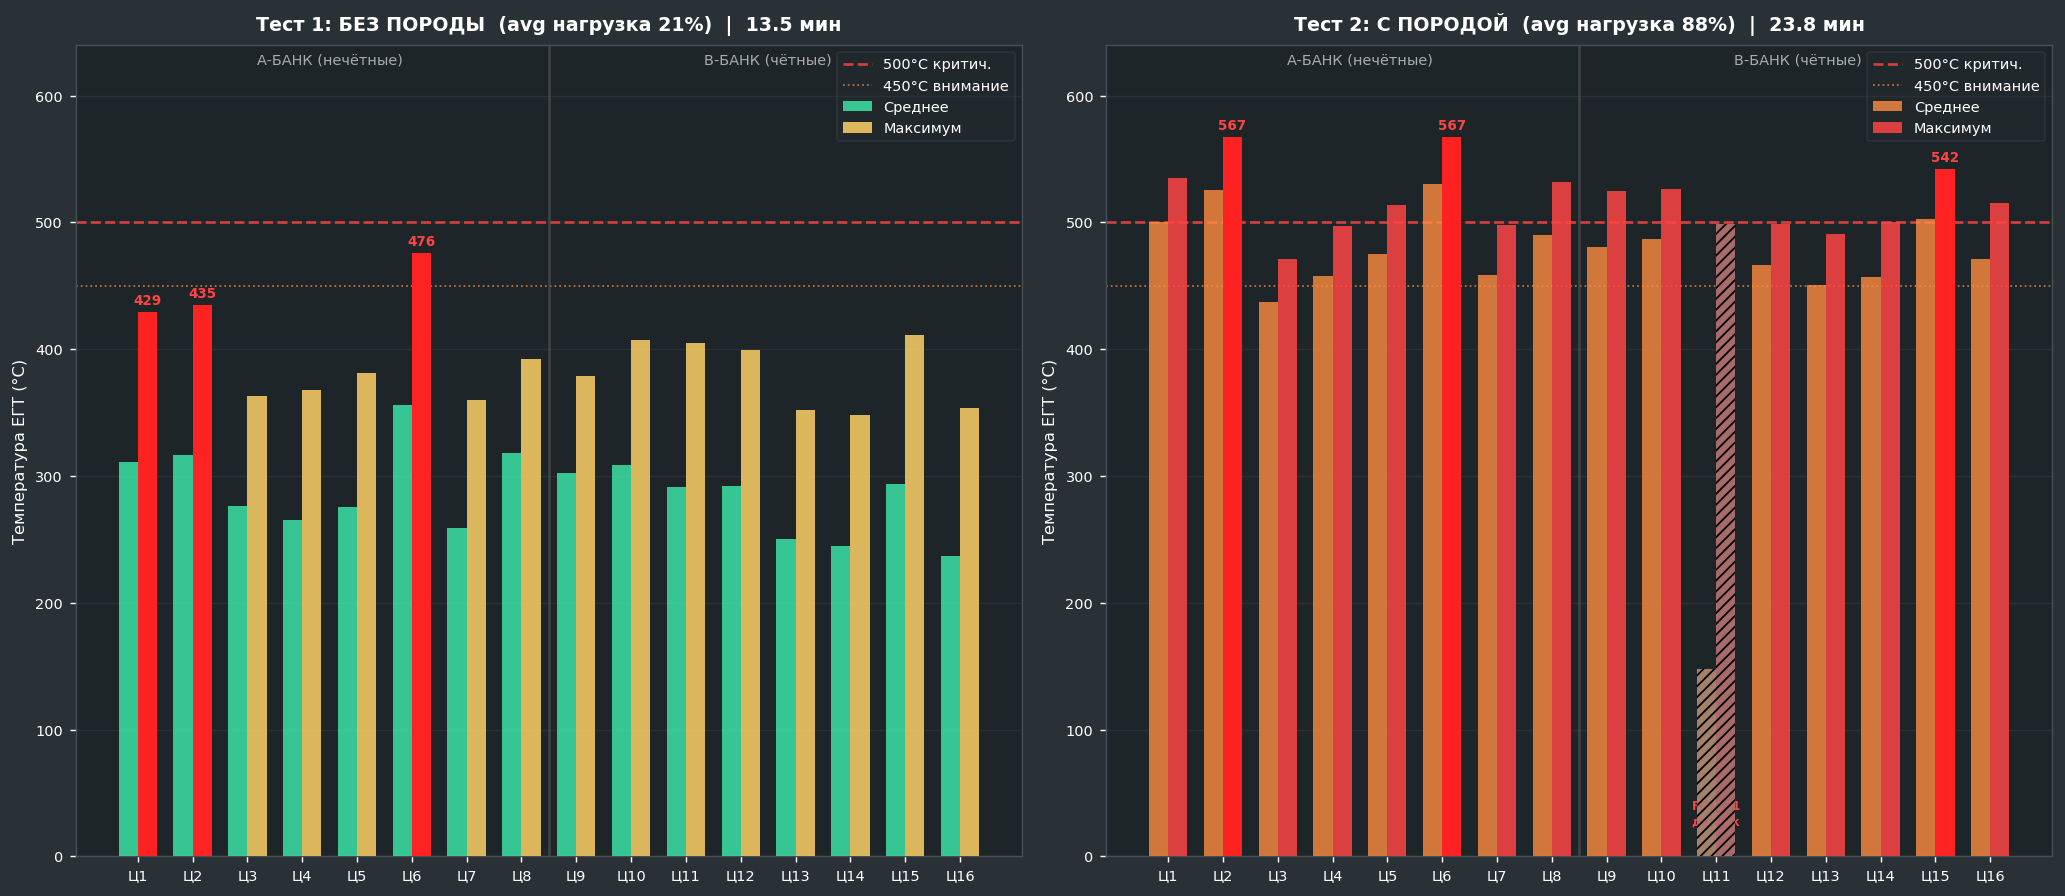 Тест 1: БЕЗ ПОРОДЫ (avg нагрузка 21%) | 13.5 мин
А-БАНК (нечётные)
В-БАНК (чётные)
500°C критич.
450°C внимание
Среднее
Максимум
Температура ЕГТ (°C)
600
500
400
300
200
100
0
429
435
476
Ц1 Ц2 Ц3 Ц4 Ц5 Ц6 Ц7 Ц8 Ц9 Ц10 Ц11 Ц12 Ц13 Ц14 Ц15 Ц16
Тест 2: С ПОРОДОЙ (avg нагрузка 88%) | 23.8 мин
А-БАНК (нечётные)
В-БАНК (чётные)
500°C критич.
450°C внимание
Среднее
Максимум
Температура ЕГТ (°C)
600
500
400
300
200
100
0
567
567
542
Ц1 Ц2 Ц3 Ц4 Ц5 Ц6 Ц7 Ц8 Ц9 Ц10 Ц11 Ц12 Ц13 Ц14 Ц15 Ц16